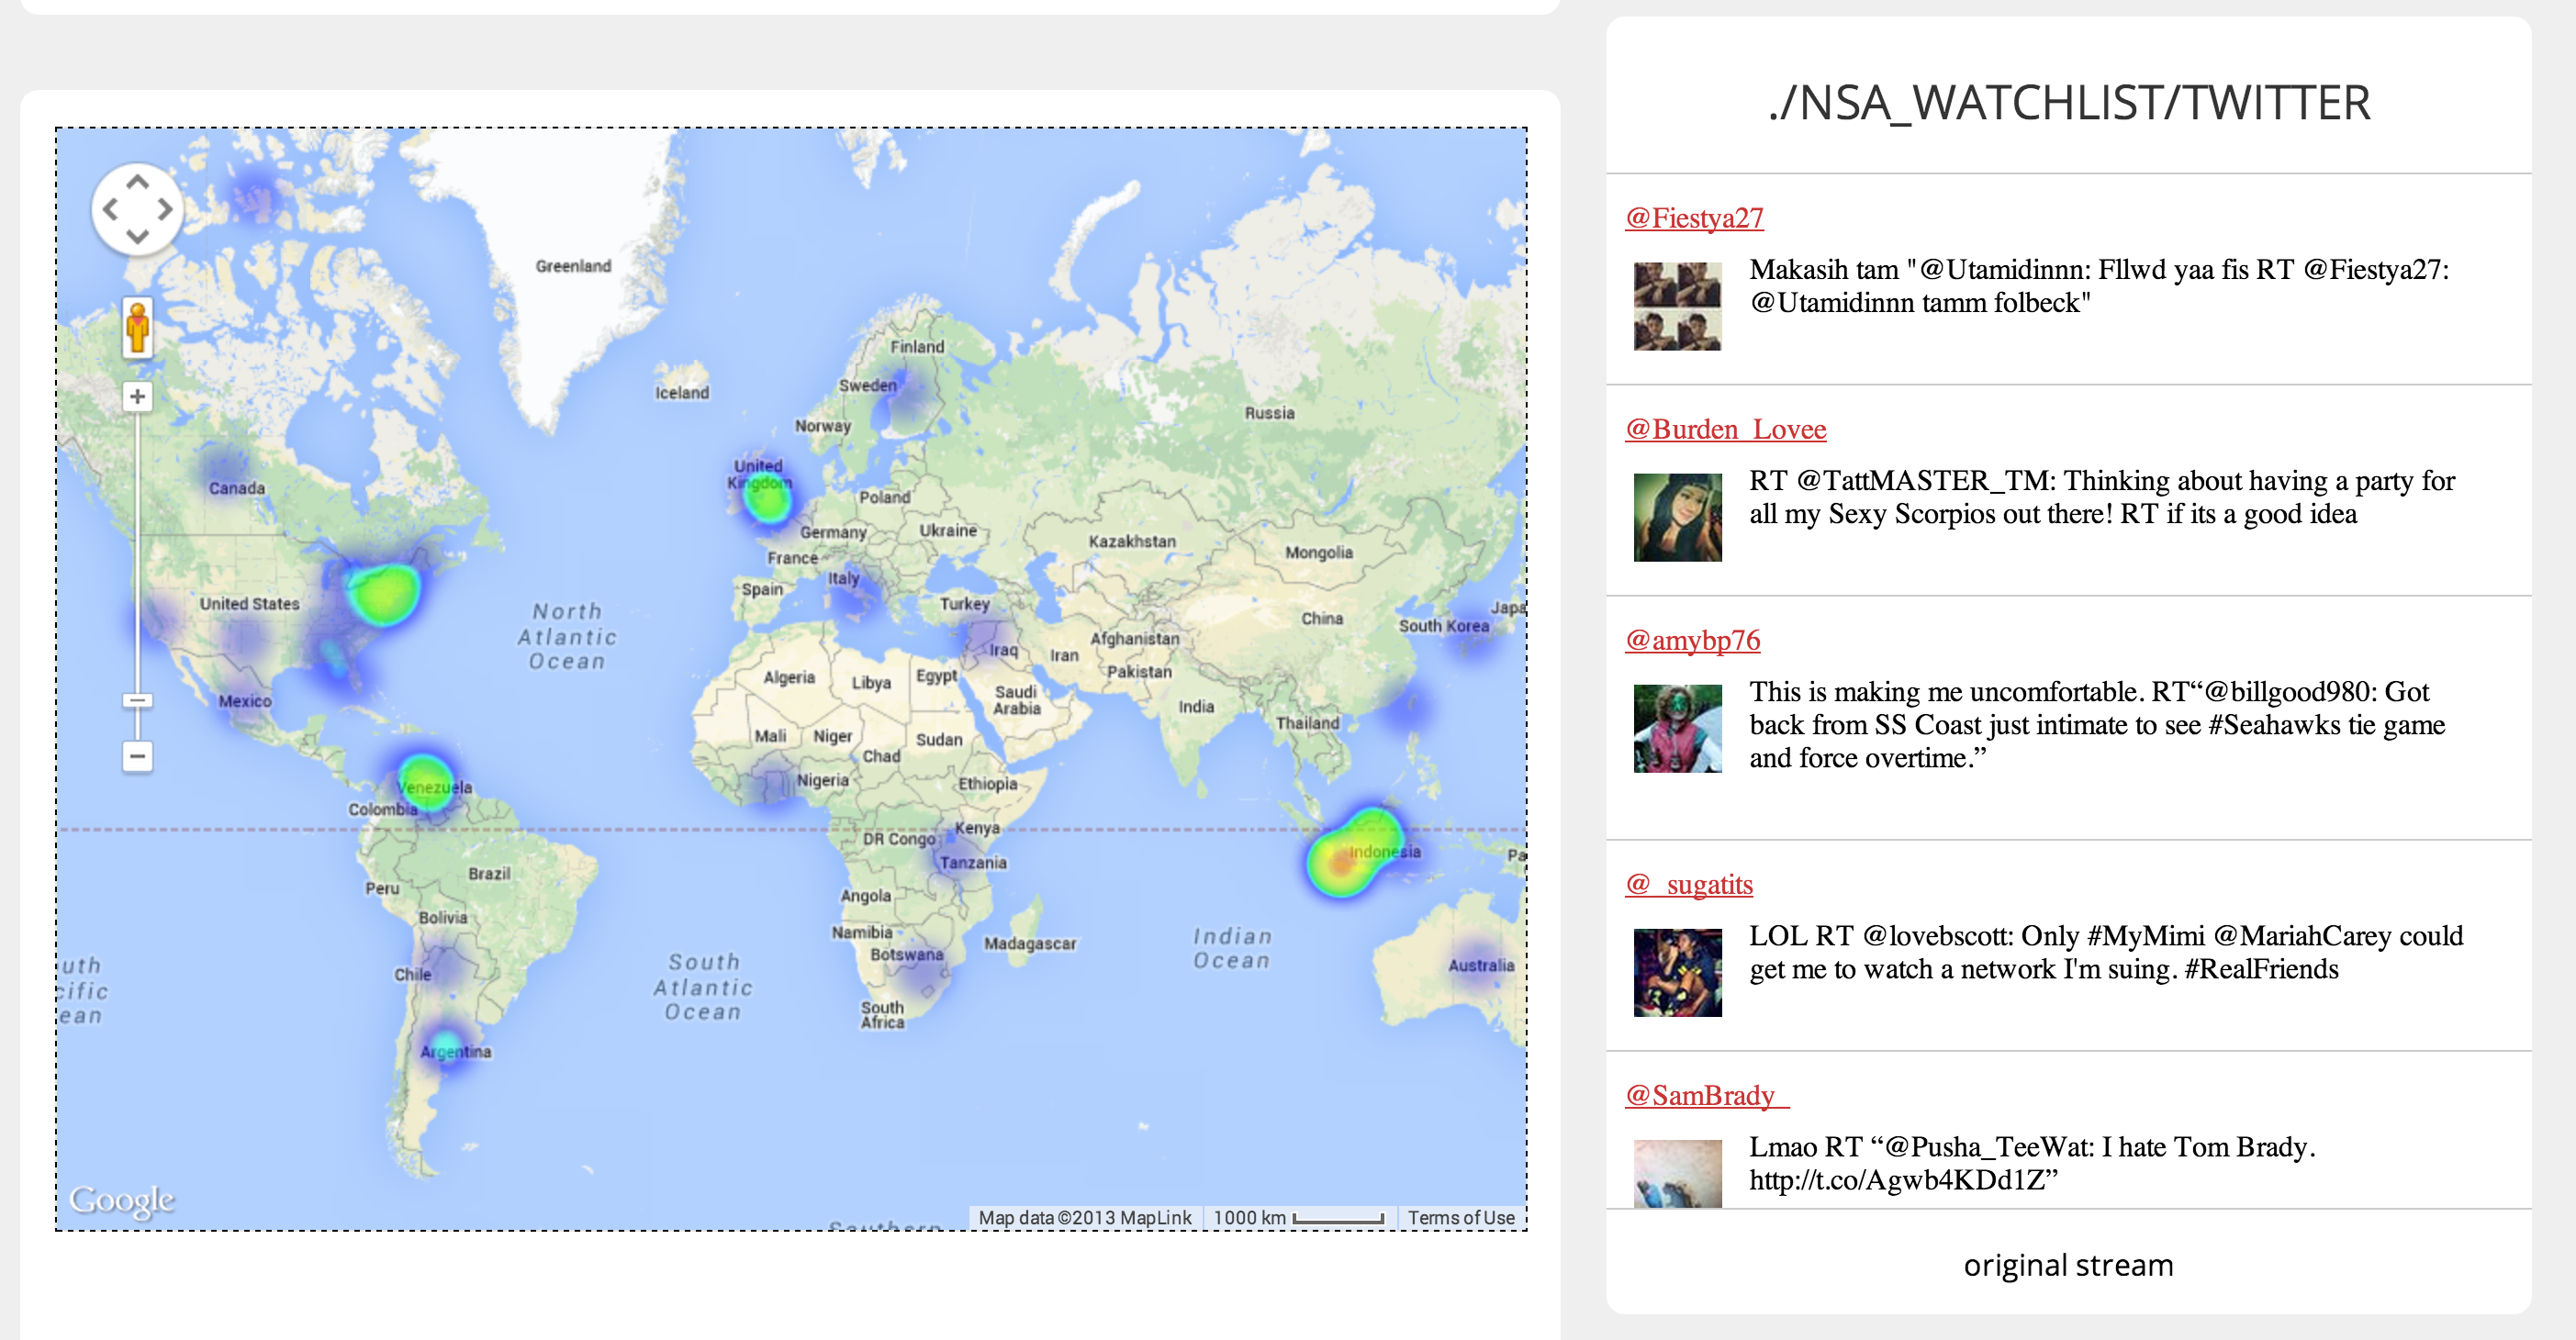 Greenland
Finland
Iceland
Sweden
Russia
Norway
United
Kingdom
Canada
Poland
Germany
Ukraine
Kazakhstan
Mongolia
France
Italy
Spain
United States
North
Atlantic
Ocean
Turkey
Japa
China
South Korea
Afghanistan
Iraq
Iran
Pakistan
Algeria
Libya
Egypt
Saudi
Arabia
Mexico
India
Thailand
Mali
Niger
Sudan
Chad
Nigeria
Ethiopia
Venezuela
Colombia
Kenya
DR Congo
Indonesia
Pa
Tanzania
Brazil
Peru
Angola
Bolivia
Namibia
Madagascar
Indian
Ocean
Botswana
South
Atlantic
Ocean
uth
cific
ean
Chile
Australia
South
Africa
Argentina
Google
Southern
Map data ©2013 MapLink
1000 km
Terms of Use
./NSA_WATCHLIST/TWITTER
@Fiestya27
Makasih tam "@Utamidinnn: Fllwd yaa fis RT @Fiestya27:
@Utamidinnn tamm folbeck"
@Burden_Lovee
RT @TattMASTER_TM: Thinking about having a party for
all my Sexy Scorpios out there! RT if its a good idea
@amybp76
This is making me uncomfortable. RT“@billgood980: Got
back from SS Coast just intimate to see #Seahawks tie game
and force overtime.”
@_sugatits
LOL RT @lovebscott: Only #MyMimi @MariahCarey could
get me to watch a network I'm suing. #RealFriends
@SamBrady_
Lmao RT “@Pusha_TeeWat: I hate Tom Brady.
http://t.co/Agwb4KDd1Z”
original stream